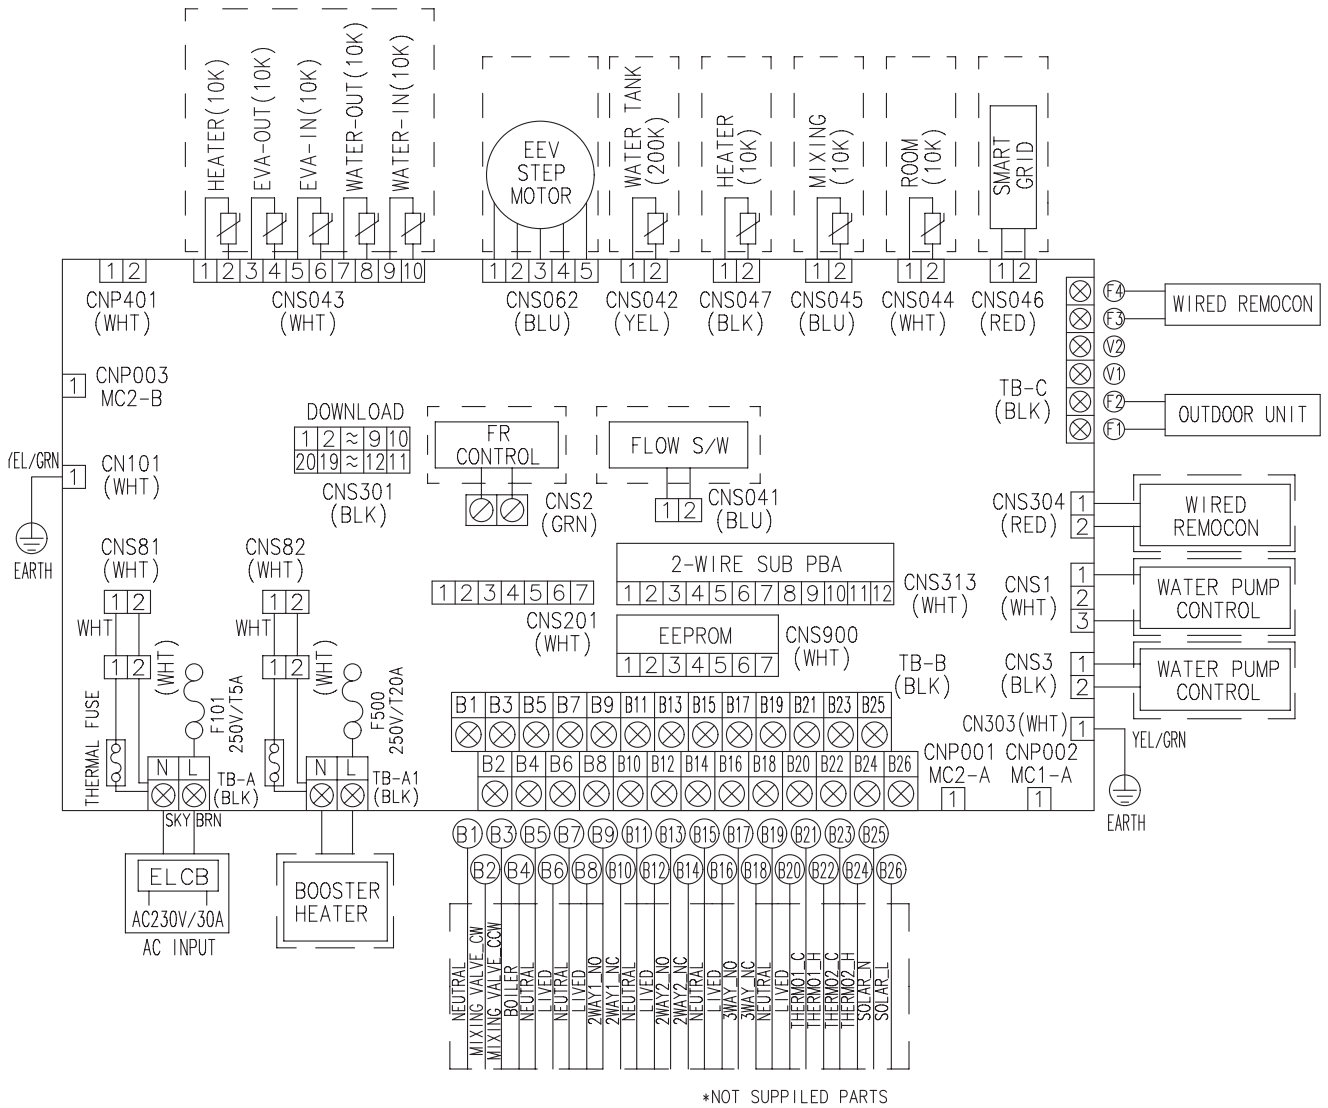 HEATER(10K)
EVA-OUT(10K)
EVA-IN(10K)
WATER-OUT(10K)
WATER-IN(10K)
EEV
STEP
MOTOR
WATER TANK
(200K)
HEATER
(10K)
MIXING
(10K)
ROOM
(10K)
SMART
GRID
1 2
1 2 3 4 5 6 7 8 9 10
1 2 3 4 5
1 2
1 2
1 2
1 2
1 2
CNP401
(WHT)
CNS043
(WHT)
CNS062
(BLU)
CNS042
(YEL)
CNS047
(BLK)
CNS045
(BLU)
CNS044
(WHT)
CNS046
(RED)
F4
F3
V2
V1
F2
F1
WIRED REMOCON
OUTDOOR UNIT
TB-C
(BLK)
1
CNP003
MC2-B
YEL/GRN
1
CN101
(WHT)
EARTH
DOWNLOAD
1 2 ≈ 9 10
20 19 ≈ 12 11
CNS301
(BLK)
FR
CONTROL
CNS2
(GRN)
FLOW S/W
1 2
CNS041
(BLU)
CNS304
(RED)
1
2
WIRED
REMOCON
CNS1
(WHT)
1
2
3
WATER PUMP
CONTROL
CNS3
(BLK)
1
2
WATER PUMP
CONTROL
CN303(WHT)
1
YEL/GRN
EARTH
CNS81
(WHT)
1 2
WHT
1 2
(WHT)
THERMAL FUSE
F101
250V/T5A
N L
TB-A
(BLK)
SKY BRN
ELCB
AC230V/30A
AC INPUT
CNS82
(WHT)
1 2
WHT
1 2
(WHT)
F500
250V/T20A
N L
TB-A1
(BLK)
BOOSTER
HEATER
1 2 3 4 5 6 7
CNS201
(WHT)
2-WIRE SUB PBA
1 2 3 4 5 6 7 8 9 10 11 12
CNS313
(WHT)
EEPROM
1 2 3 4 5 6 7
CNS900
(WHT)
TB-B
(BLK)
B1 B3 B5 B7 B9 B11 B13 B15 B17 B19 B21 B23 B25
B2 B4 B6 B8 B10 B12 B14 B16 B18 B20 B22 B24 B26
CNP001
MC2-A
1
CNP002
MC1-A
1
B1 B3 B5 B7 B9 B11 B13 B15 B17 B19 B21 B23 B25
B2 B4 B6 B8 B10 B12 B14 B16 B18 B20 B22 B24 B26
NEUTRAL
MIXING VALVE_CW
MIXING VALVE_CCW
BOILER
NEUTRAL
LIVED
NEUTRAL
LIVED
2WAY1_NO
2WAY1_NC
NEUTRAL
LIVED
2WAY2_NO
2WAY2_NC
NEUTRAL
LIVED
3WAY_NO
3WAY_NC
NEUTRAL
LIVED
THERMO1_C
THERMO1_H
THERMO2_C
THERMO2_H
SOLAR_N
SOLAR_L
*NOT SUPPILED PARTS